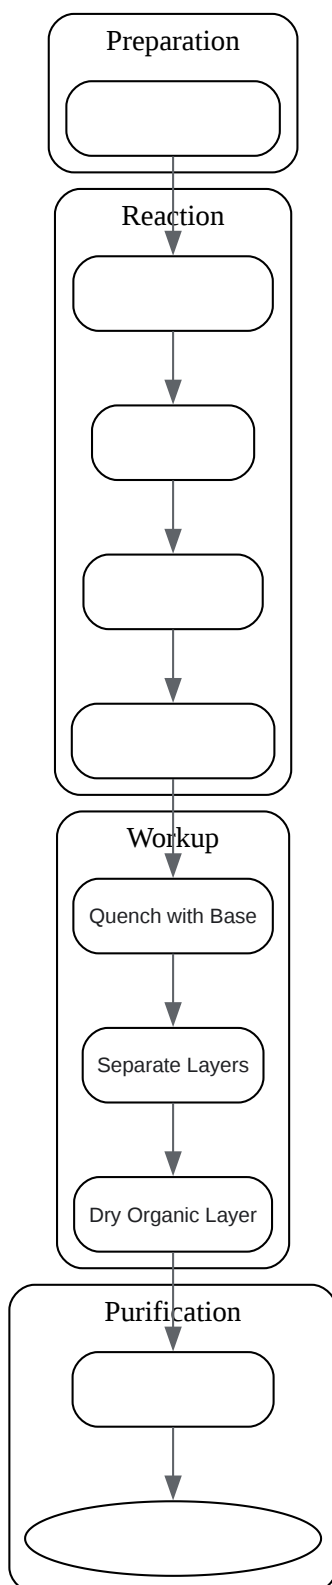 Preparation
Reaction
Workup
Quench with Base
Separate Layers
Dry Organic Layer
Purification